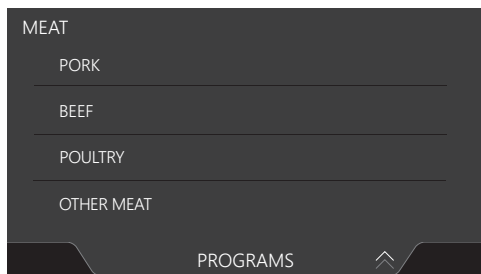 MEAT
PORK
BEEF
POULTRY
OTHER MEAT
PROGRAMS